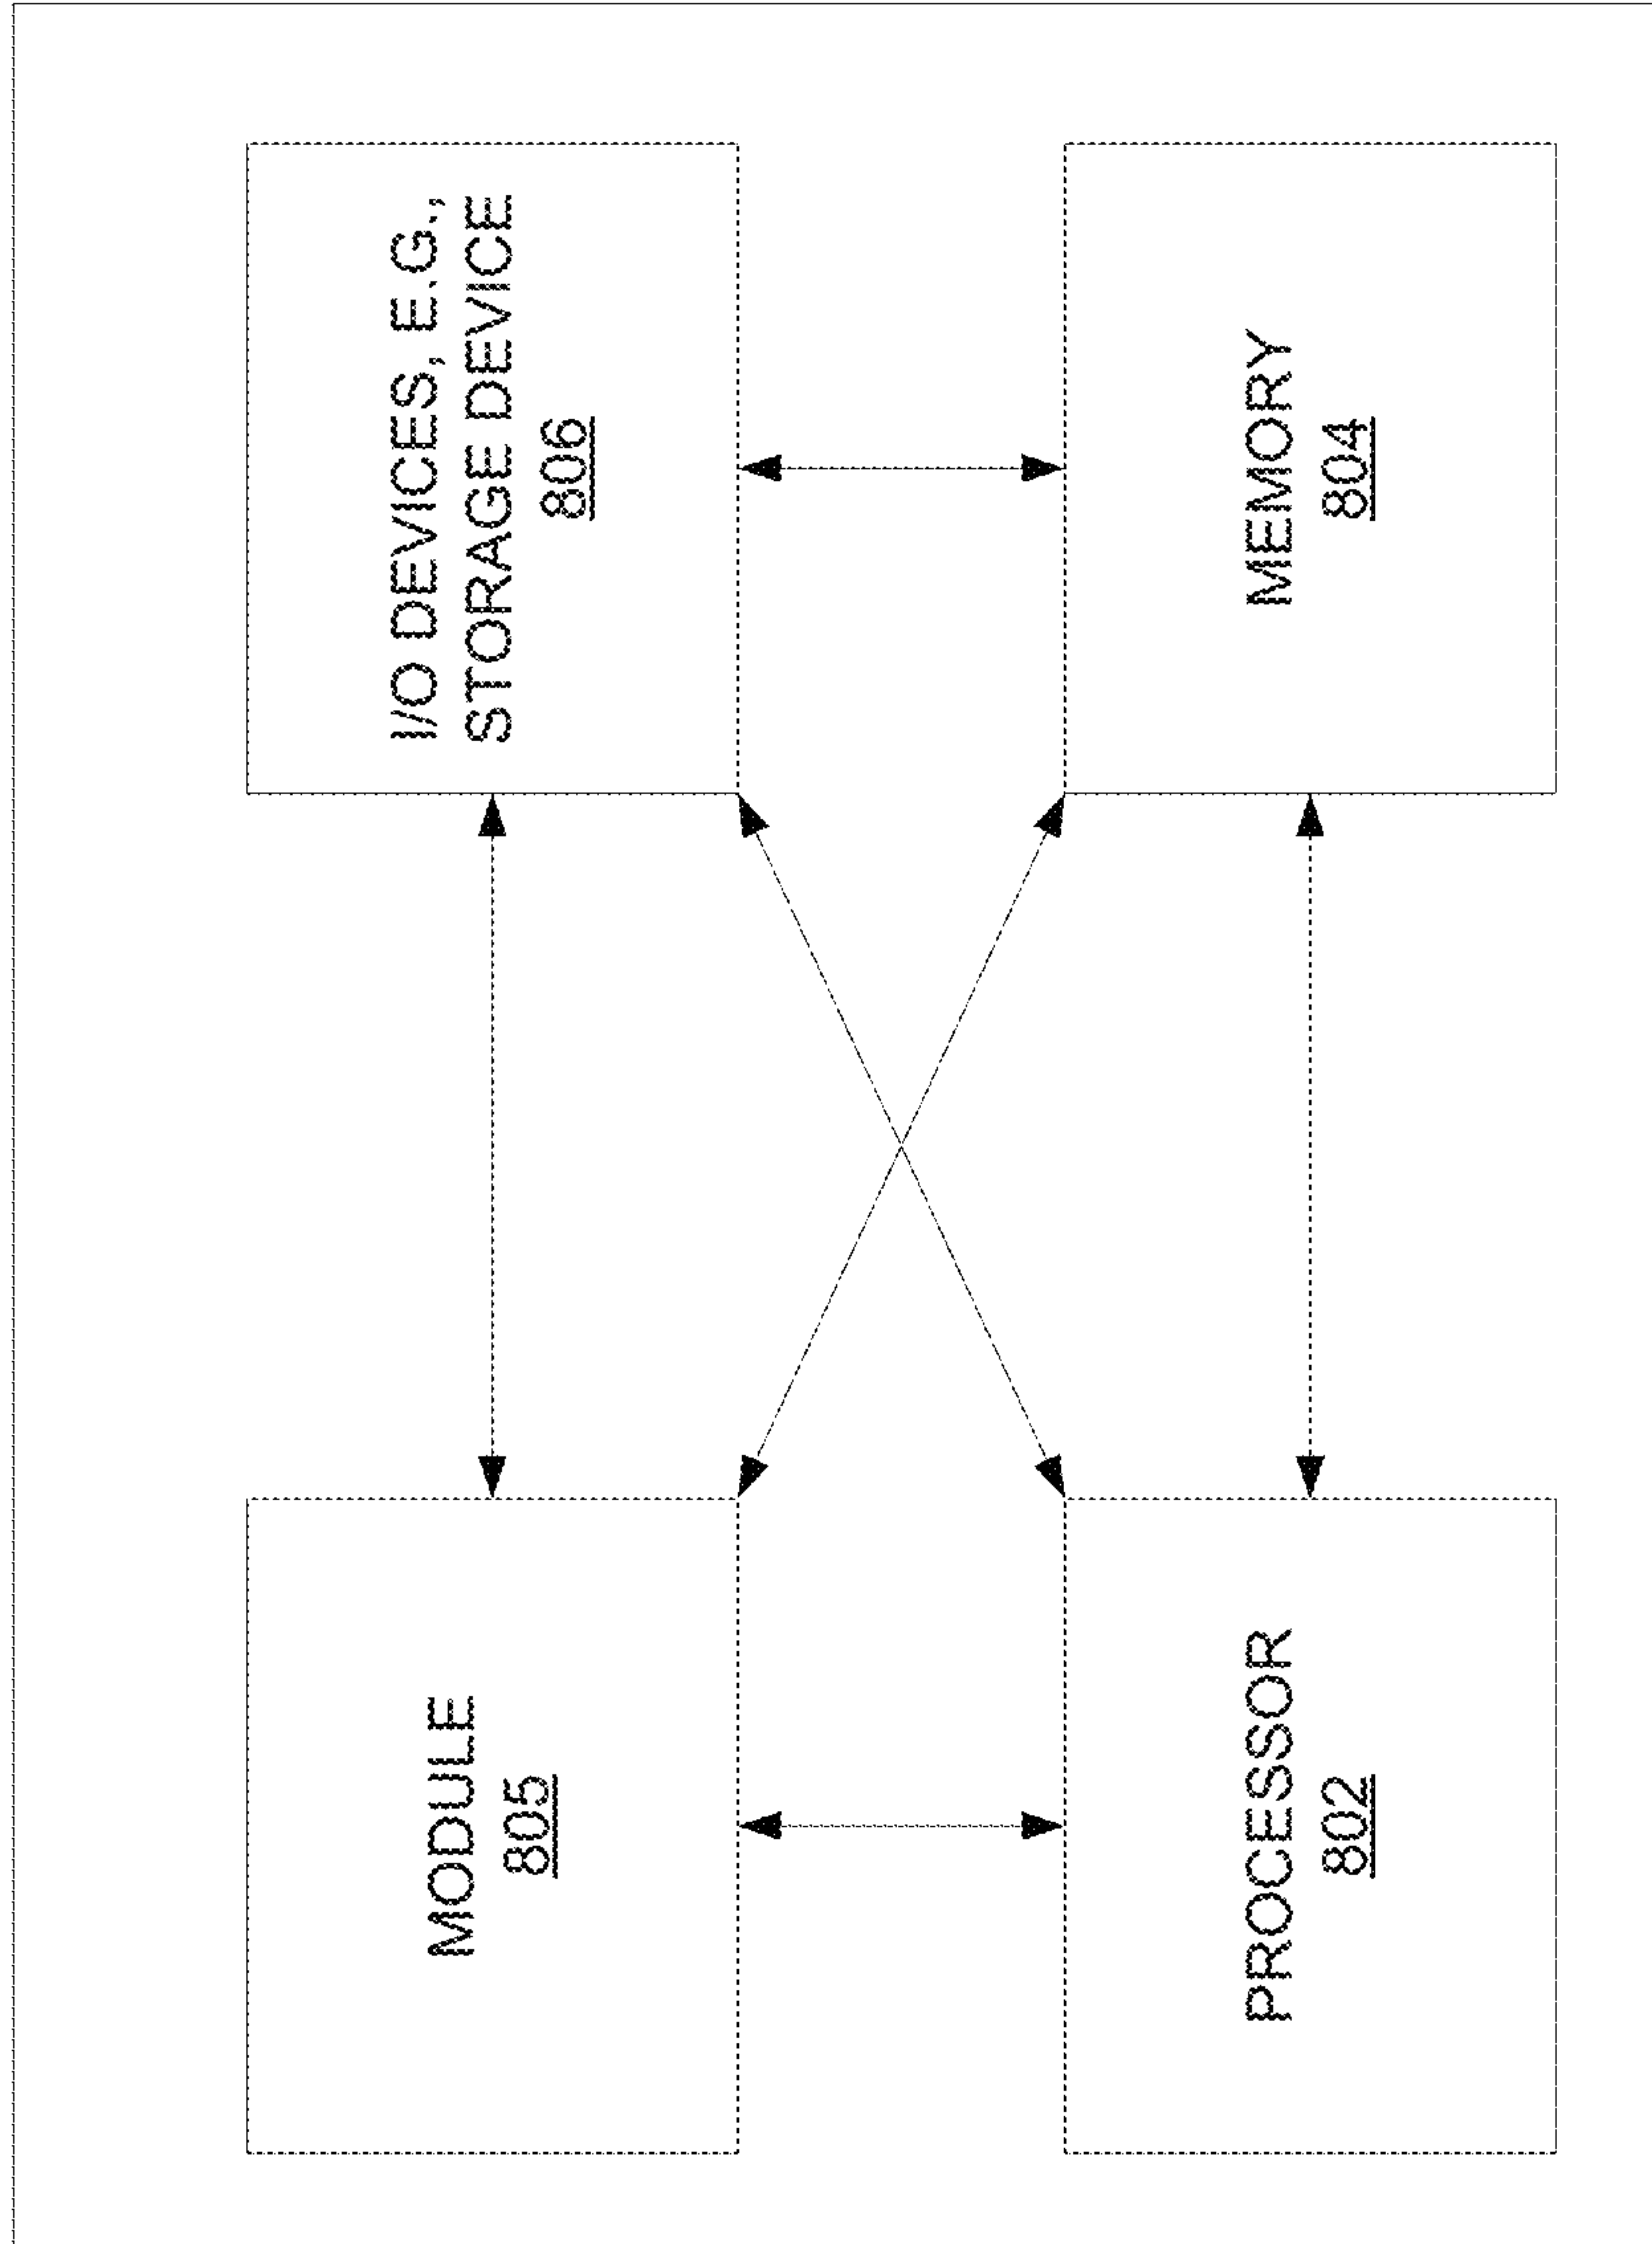 MODULE
805
I/O DEVICES, E.G.,
STORAGE DEVICE
806
PROCESSOR
802
MEMORY
804